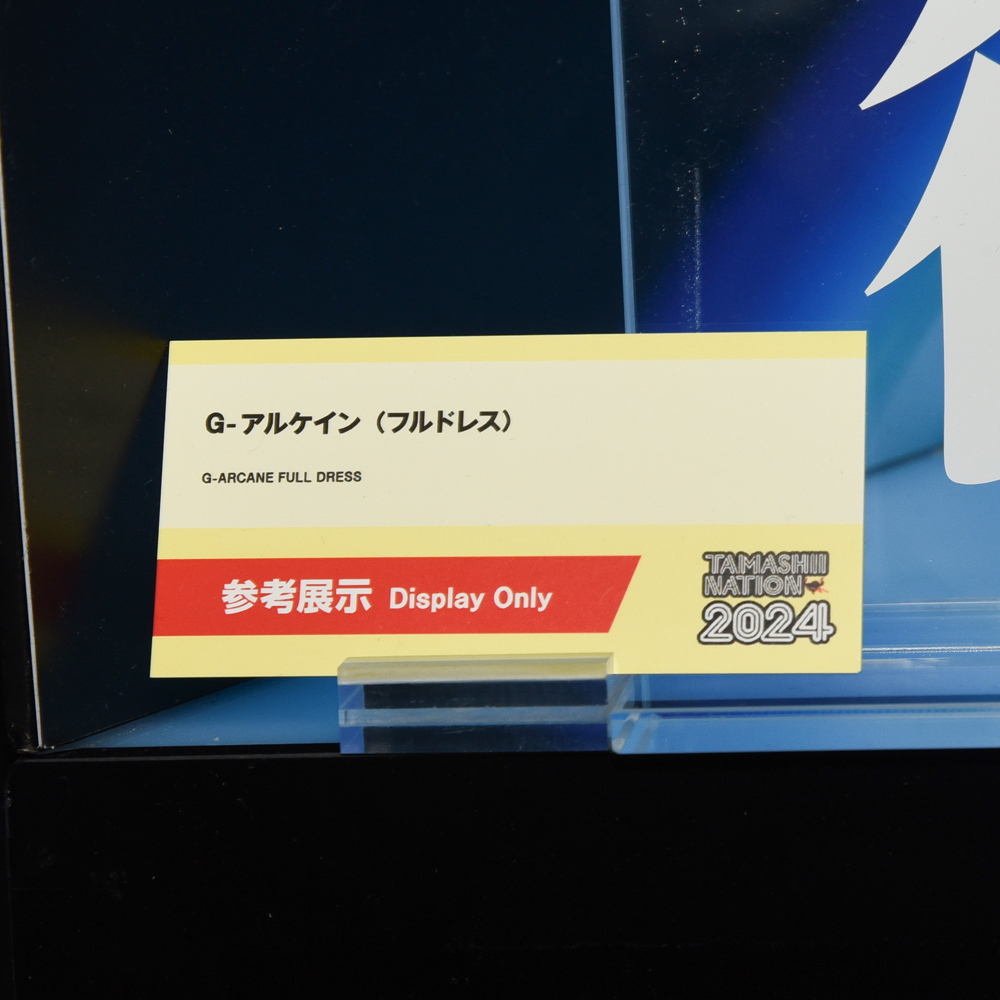 G-アルケイン（フルドレス）
G-ARCANE FULL DRESS
参考展示 Display Only
TAMASHII
NATION
2024